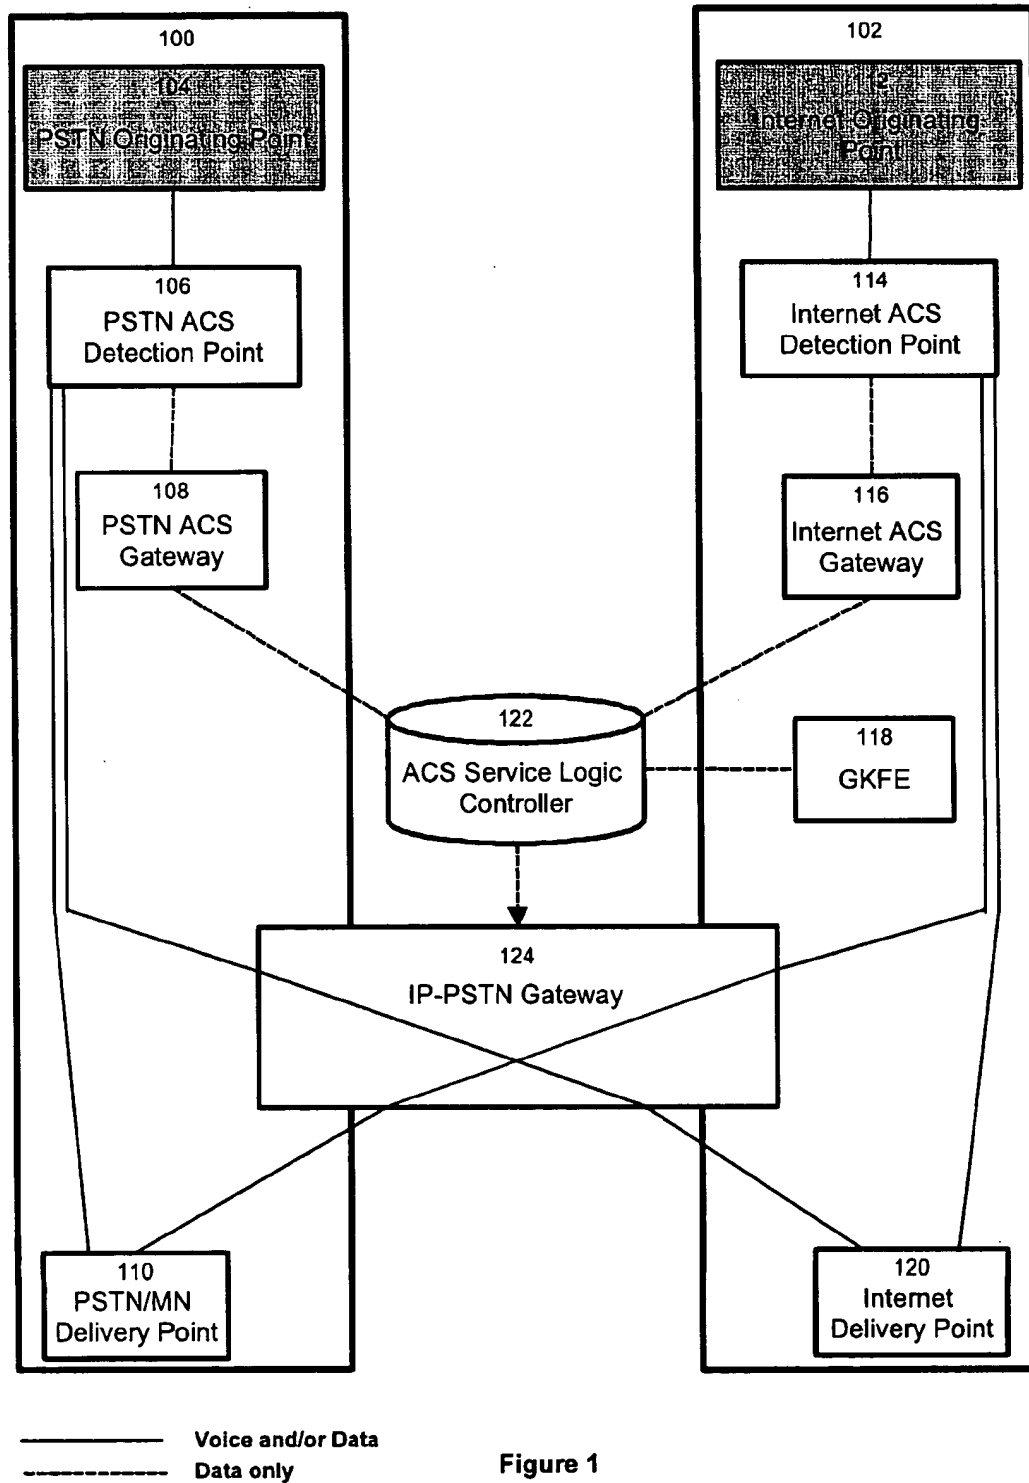 100
102
104
PSTN Originating Point
Internet Originating
Point
106
PSTN ACS
Detection Point
114
Internet ACS
Detection Point
108
PSTN ACS
Gateway
116
Internet ACS
Gateway
122
ACS Service Logic
Controller
118
GKFE
124
IP-PSTN Gateway
110
PSTN/MN
Delivery Point
120
Internet
Delivery Point
Voice and/or Data
Data only
Figure 1